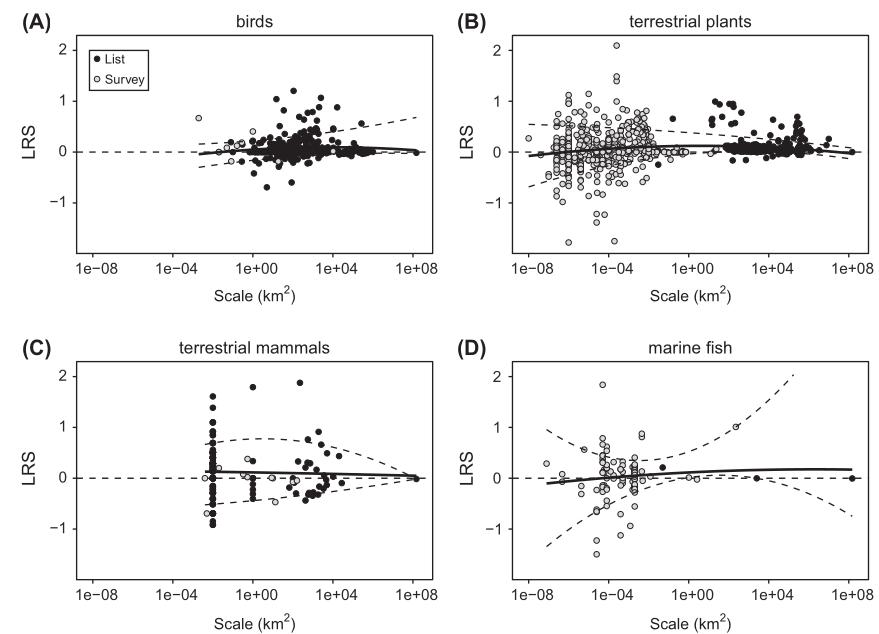 (A) birds
List
Survey
LRS
2
1
0
−1
1e−08 1e−04 1e+00 1e+04 1e+08
Scale (km²)
(B) terrestrial plants
LRS
2
1
0
−1
1e−08 1e−04 1e+00 1e+04 1e+08
Scale (km²)
(C) terrestrial mammals
LRS
2
1
0
−1
1e−08 1e−04 1e+00 1e+04 1e+08
Scale (km²)
(D) marine fish
LRS
2
1
0
−1
1e−08 1e−04 1e+00 1e+04 1e+08
Scale (km²)